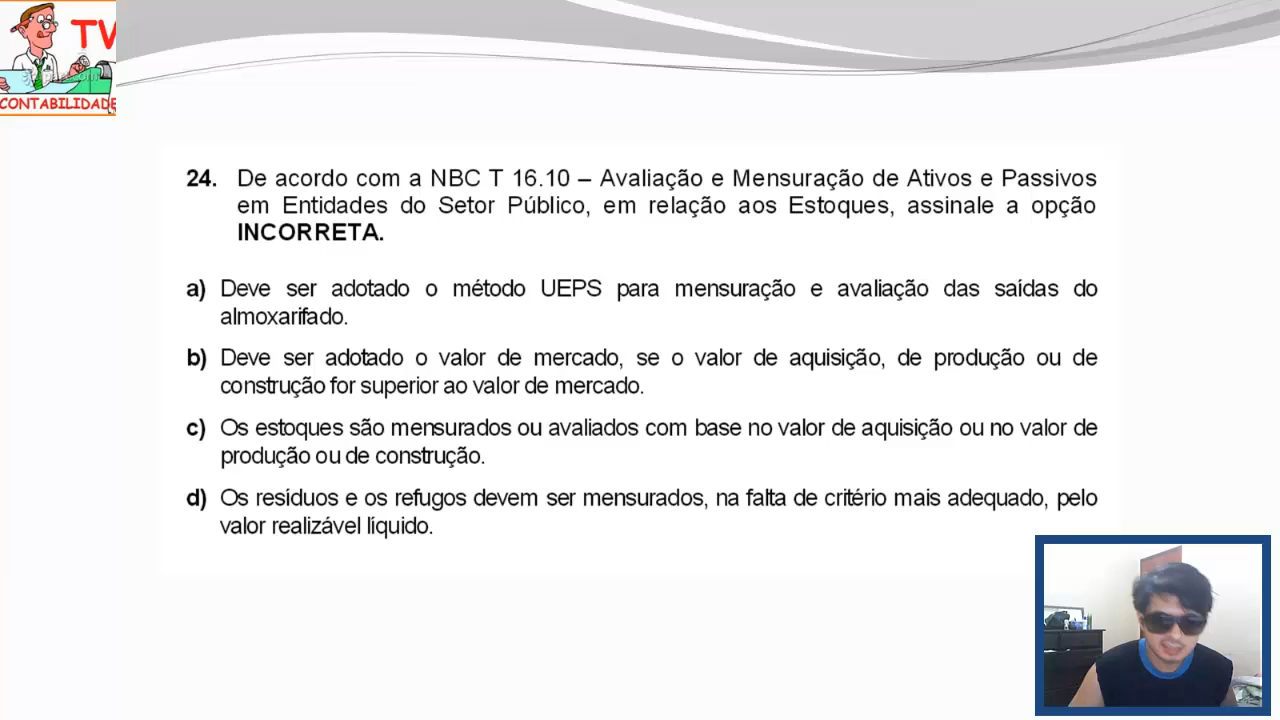 TV
CONTABILIDADE
24. De acordo com a NBC T 16.10 – Avaliação e Mensuração de Ativos e Passivos
em Entidades do Setor Público, em relação aos Estoques, assinale a opção
INCORRETA.
a) Deve ser adotado o método UEPS para mensuração e avaliação das saídas do
almoxarifado.
b) Deve ser adotado o valor de mercado, se o valor de aquisição, de produção ou de
construção for superior ao valor de mercado.
c) Os estoques são mensurados ou avaliados com base no valor de aquisição ou no valor de
produção ou de construção.
d) Os resíduos e os refugos devem ser mensurados, na falta de critério mais adequado, pelo
valor realizável líquido.